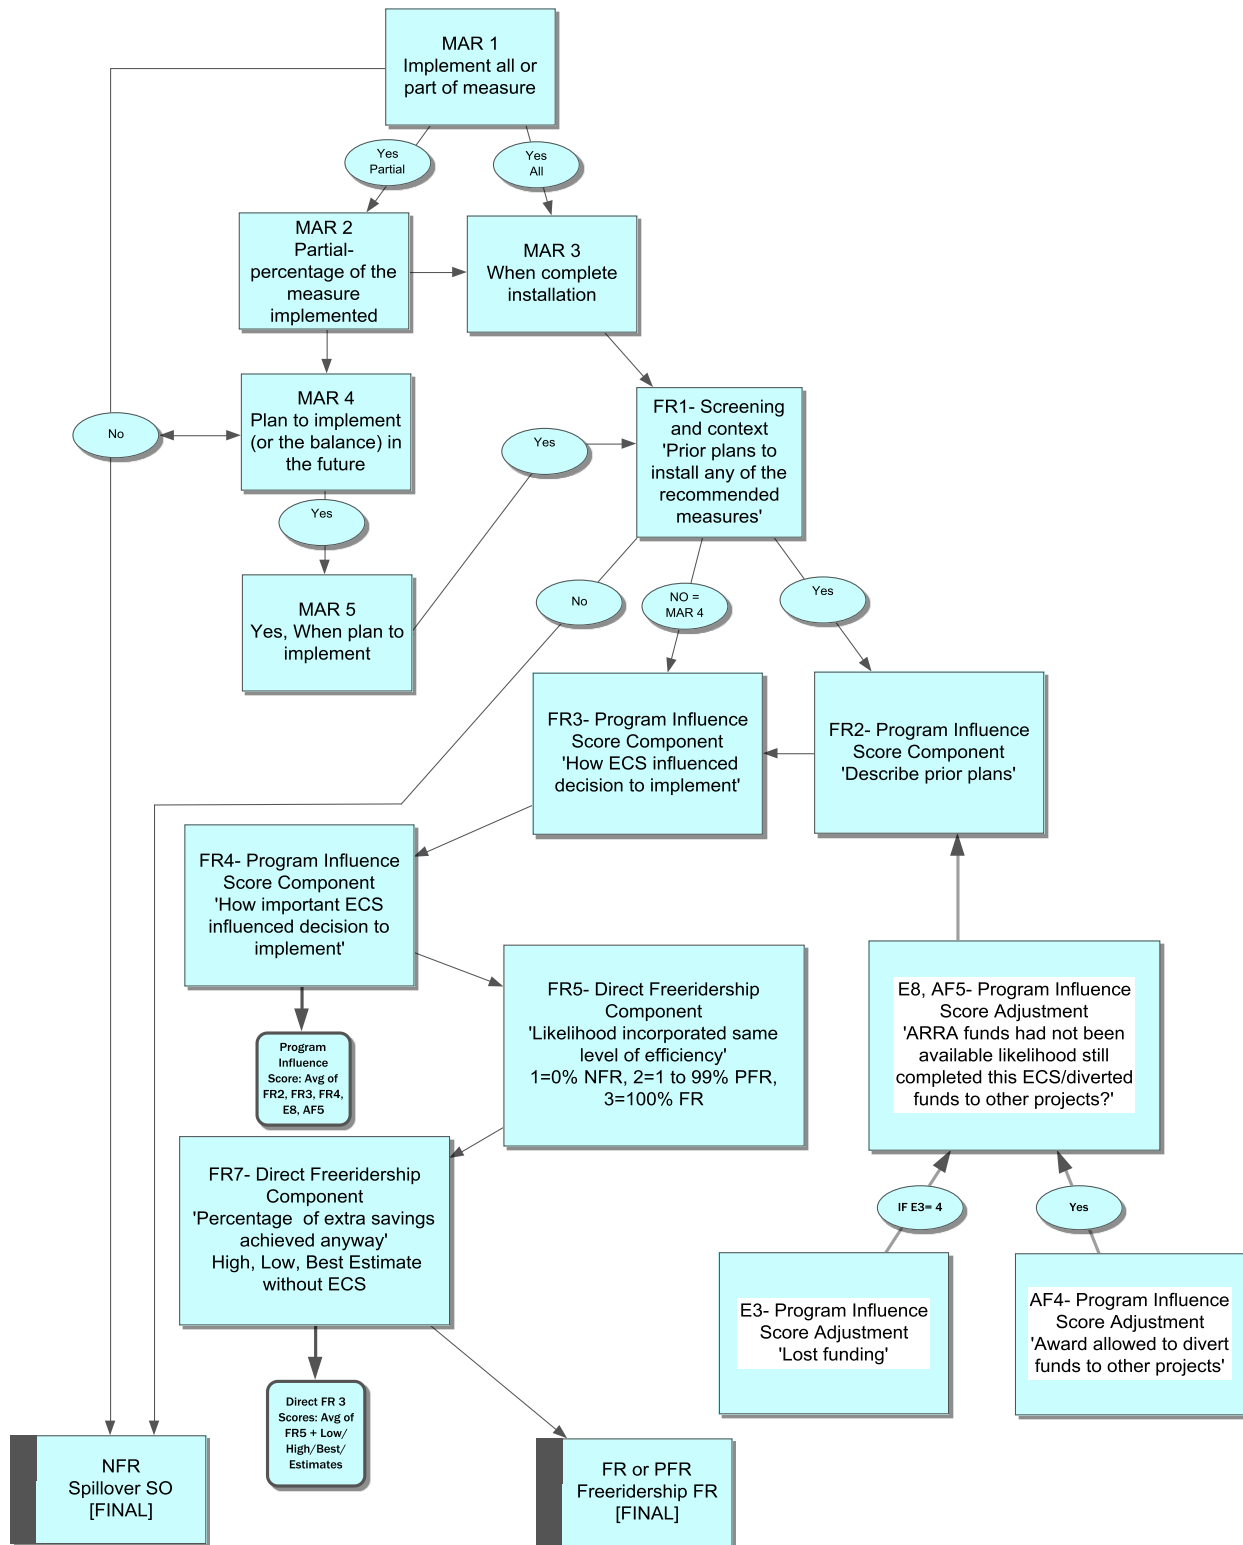 MAR 1
Implement all or
part of measure
Yes
Partial
Yes
All
MAR 2
Partial-
percentage of the
measure
implemented
MAR 3
When complete
installation
MAR 4
Plan to implement
(or the balance) in
the future
No
Yes
FR1- Screening
and context
'Prior plans to
install any of the
recommended
measures'
Yes
MAR 5
Yes, When plan to
implement
No
NO =
MAR 4
Yes
FR3- Program Influence
Score Component
'How ECS influenced
decision to implement'
FR2- Program Influence
Score Component
'Describe prior plans'
FR4- Program Influence
Score Component
'How important ECS
influenced decision to
implement'
FR5- Direct Freeridership
Component
'Likelihood incorporated same
level of efficiency'
1=0% NFR, 2=1 to 99% PFR,
3=100% FR
E8, AF5- Program Influence
Score Adjustment
'ARRA funds had not been
available likelihood still
completed this ECS/diverted
funds to other projects?'
Program
Influence
Score: Avg of
FR2, FR3, FR4,
E8, AF5
FR7- Direct Freeridership
Component
'Percentage  of extra savings
achieved anyway'
High, Low, Best Estimate
without ECS
IF E3= 4
Yes
E3- Program Influence
Score Adjustment
'Lost funding'
AF4- Program Influence
Score Adjustment
'Award allowed to divert
funds to other projects'
Direct FR 3
Scores: Avg of
FR5 + Low/
High/Best/
Estimates
NFR
Spillover SO
[FINAL]
FR or PFR
Freeridership FR
[FINAL]